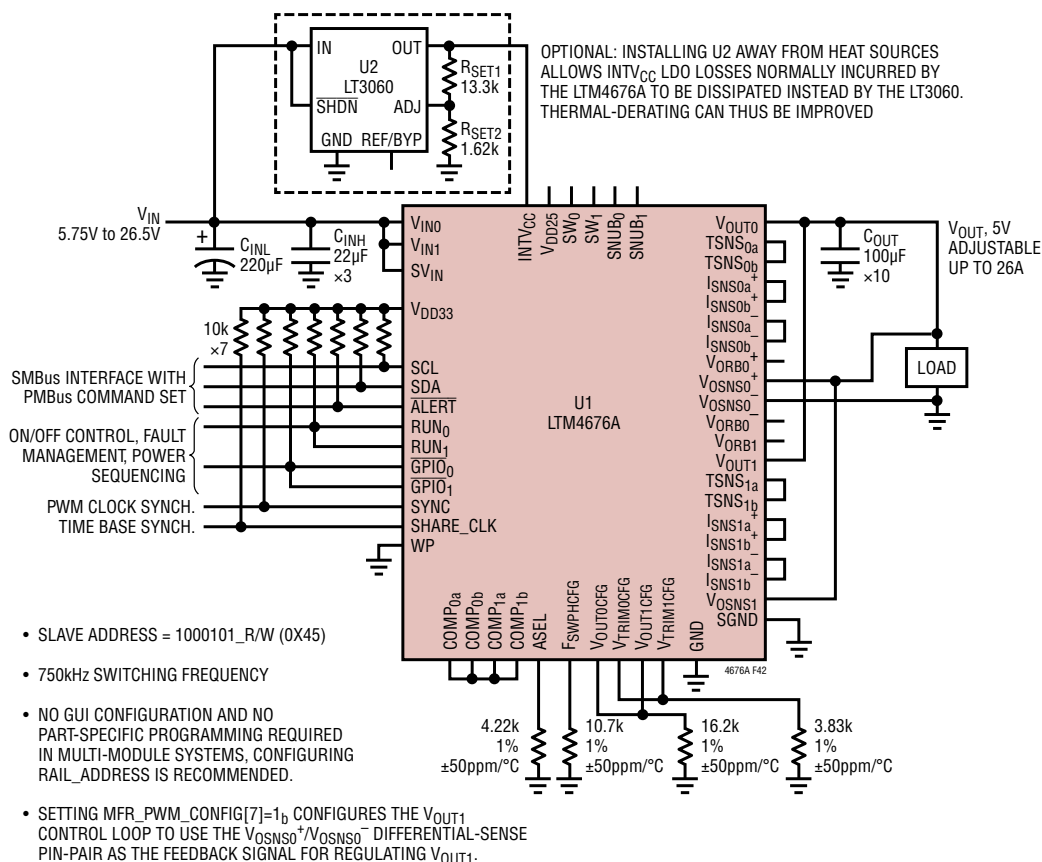 IN
OUT
U2
LT3060
SHDN
ADJ
GND REF/BYP
RSET1
13.3k
RSET2
1.62k
OPTIONAL: INSTALLING U2 AWAY FROM HEAT SOURCES
ALLOWS INTVCC LDO LOSSES NORMALLY INCURRED BY
THE LTM4676A TO BE DISSIPATED INSTEAD BY THE LT3060.
THERMAL-DERATING CAN THUS BE IMPROVED
VIN
5.75V to 26.5V
+
CINL
220µF
CINH
22µF
×3
VIN0
VIN1
SVIN
VDD33
INTVCC
VDD25
SW0
SW1
SNUB0
SNUB1
10k
×7
SMBus INTERFACE WITH
PMBus COMMAND SET
ON/OFF CONTROL, FAULT
MANAGEMENT, POWER
SEQUENCING
PWM CLOCK SYNCH.
TIME BASE SYNCH.
SCL
SDA
ALERT
RUN0
RUN1
GPIO0
GPIO1
SYNC
SHARE_CLK
WP
U1
LTM4676A
VOUT0
TSNS0a
TSNS0b
ISNS0a+
ISNS0b+
ISNS0a–
ISNS0b–
VORB0+
VOSNS0+
VOSNS0–
VORB0–
VORB1
VOUT1
TSNS1a
TSNS1b
ISNS1a+
ISNS1b+
ISNS1a–
ISNS1b–
VOSNS1
SGND
COUT
100µF
×10
VOUT, 5V
ADJUSTABLE
UP TO 26A
LOAD
COMP0a
COMP0b
COMP1a
COMP1b
ASEL
FSWPHCFG
VOUT0CFG
VTRIM0CFG
VOUT1CFG
VTRIM1CFG
GND
4676A F42
4.22k
1%
±50ppm/°C
10.7k
1%
±50ppm/°C
16.2k
1%
±50ppm/°C
3.83k
1%
±50ppm/°C
• SLAVE ADDRESS = 1000101_R/W (0X45)
• 750kHz SWITCHING FREQUENCY
• NO GUI CONFIGURATION AND NO
PART-SPECIFIC PROGRAMMING REQUIRED
IN MULTI-MODULE SYSTEMS, CONFIGURING
RAIL_ADDRESS IS RECOMMENDED.
• SETTING MFR_PWM_CONFIG[7]=1b CONFIGURES THE VOUT1
CONTROL LOOP TO USE THE VOSNS0+/VOSNS0– DIFFERENTIAL-SENSE
PIN-PAIR AS THE FEEDBACK SIGNAL FOR REGULATING VOUT1.